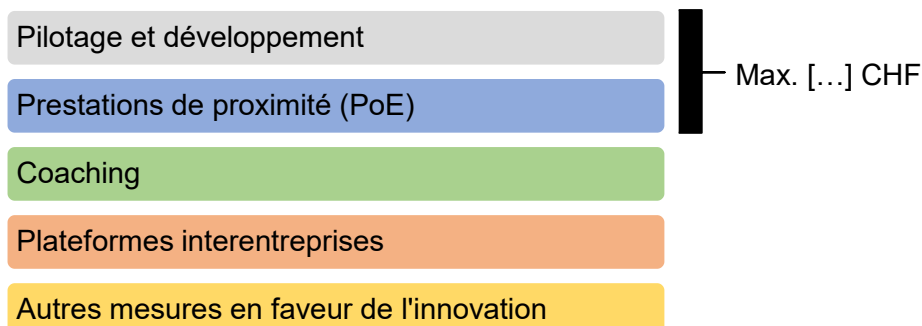 Pilotage et développement
Max. […] CHF
Prestations de proximité (PoE)
Coaching
Plateformes interentreprises
Autres mesures en faveur de l'innovation